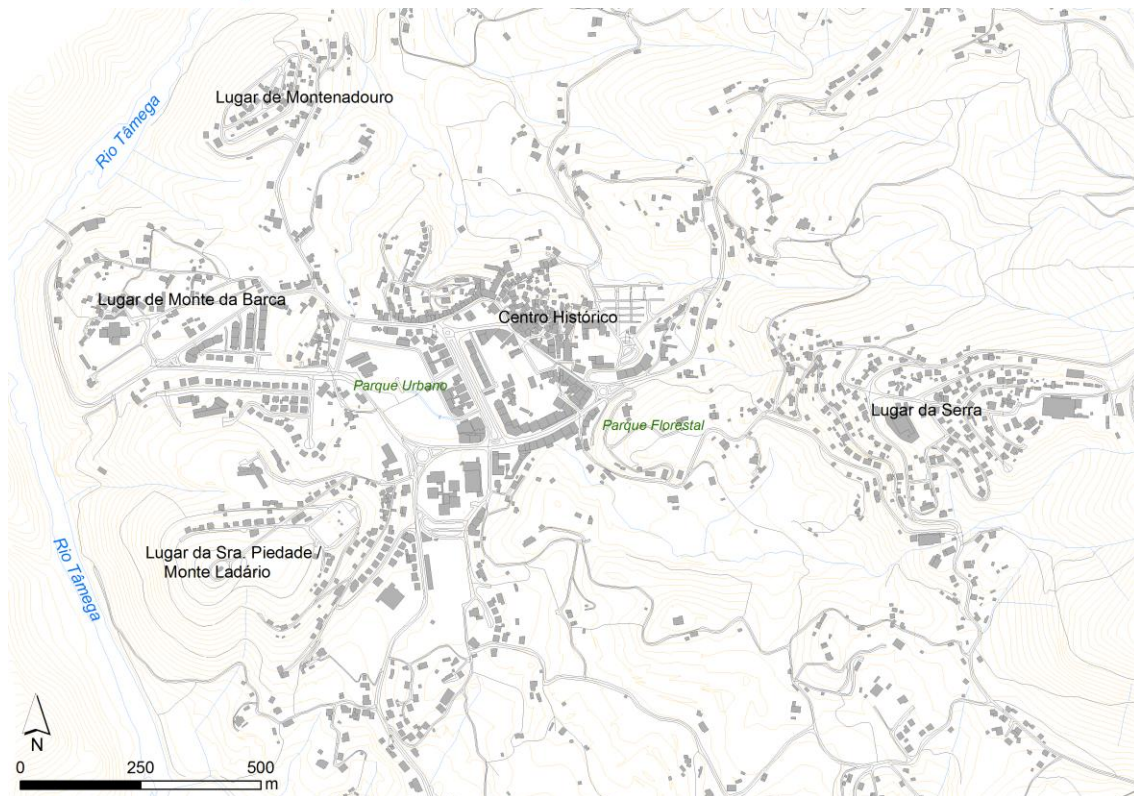 Lugar de Montenadouro
Rio Tâmega
Lugar de Monte da Barca
Centro Histórico
Parque Urbano
Parque Florestal
Lugar da Serra
Lugar da Sra. Piedade /
Monte Ladário
Rio Tâmega
N
0 250 500
m